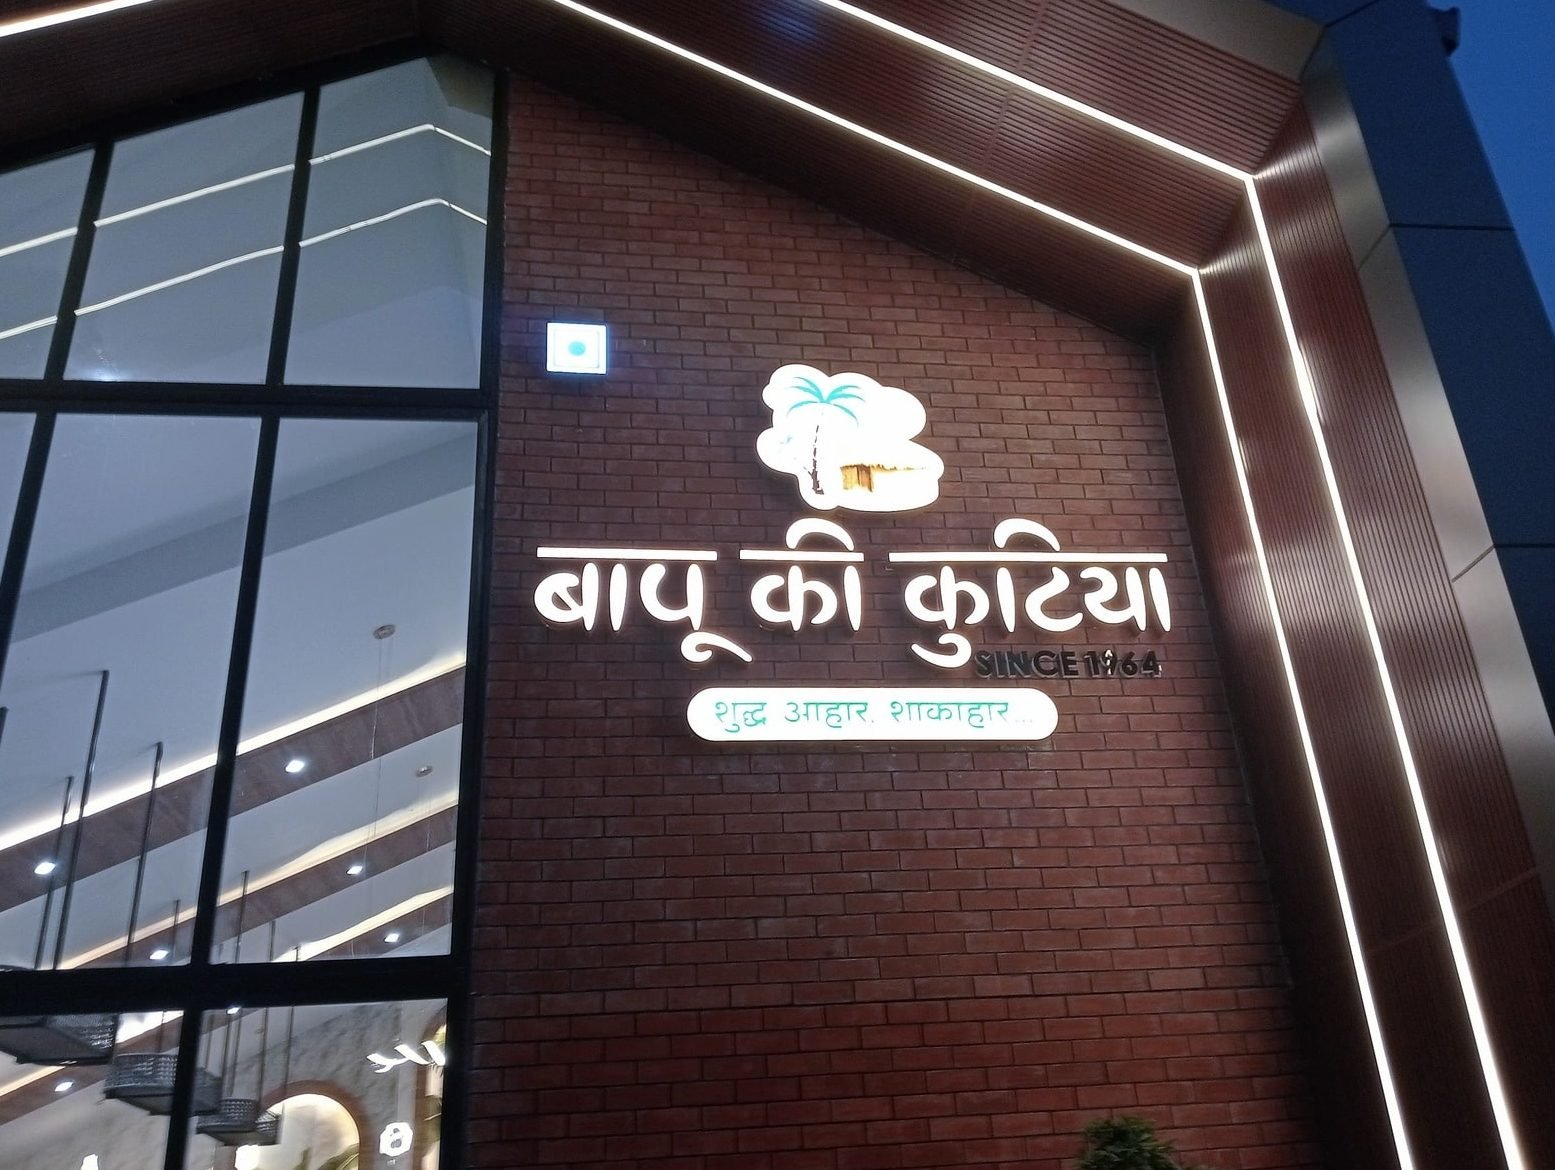 बापू की कुटिया
SINCE 1964
शुद्ध आहार, शाकाहार...